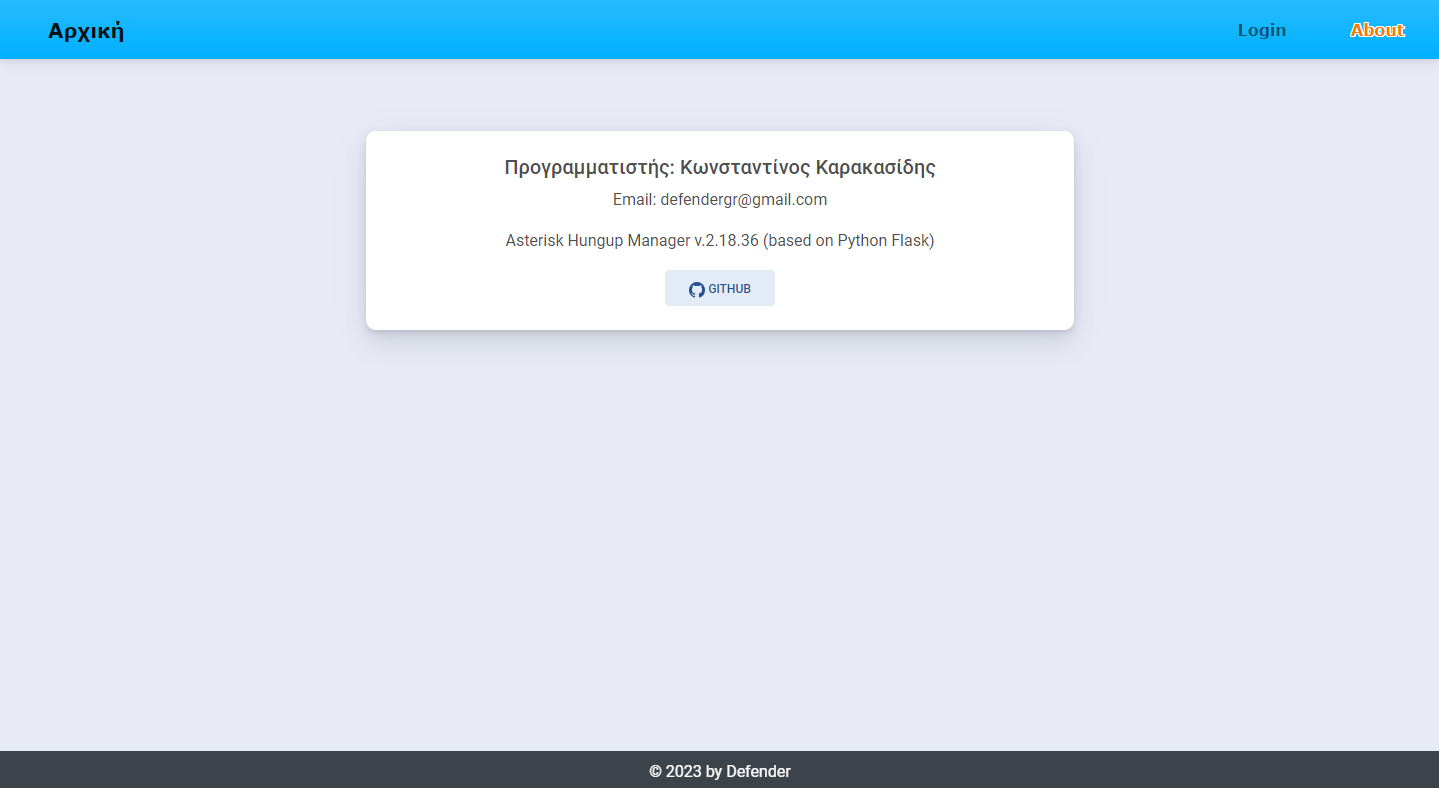 Αρχική
Login
About
Προγραμματιστής: Κωνσταντίνος Καρακασίδης
Email: defendergr@gmail.com
Asterisk Hungup Manager v.2.18.36 (based on Python Flask)
GITHUB
© 2023 by Defender